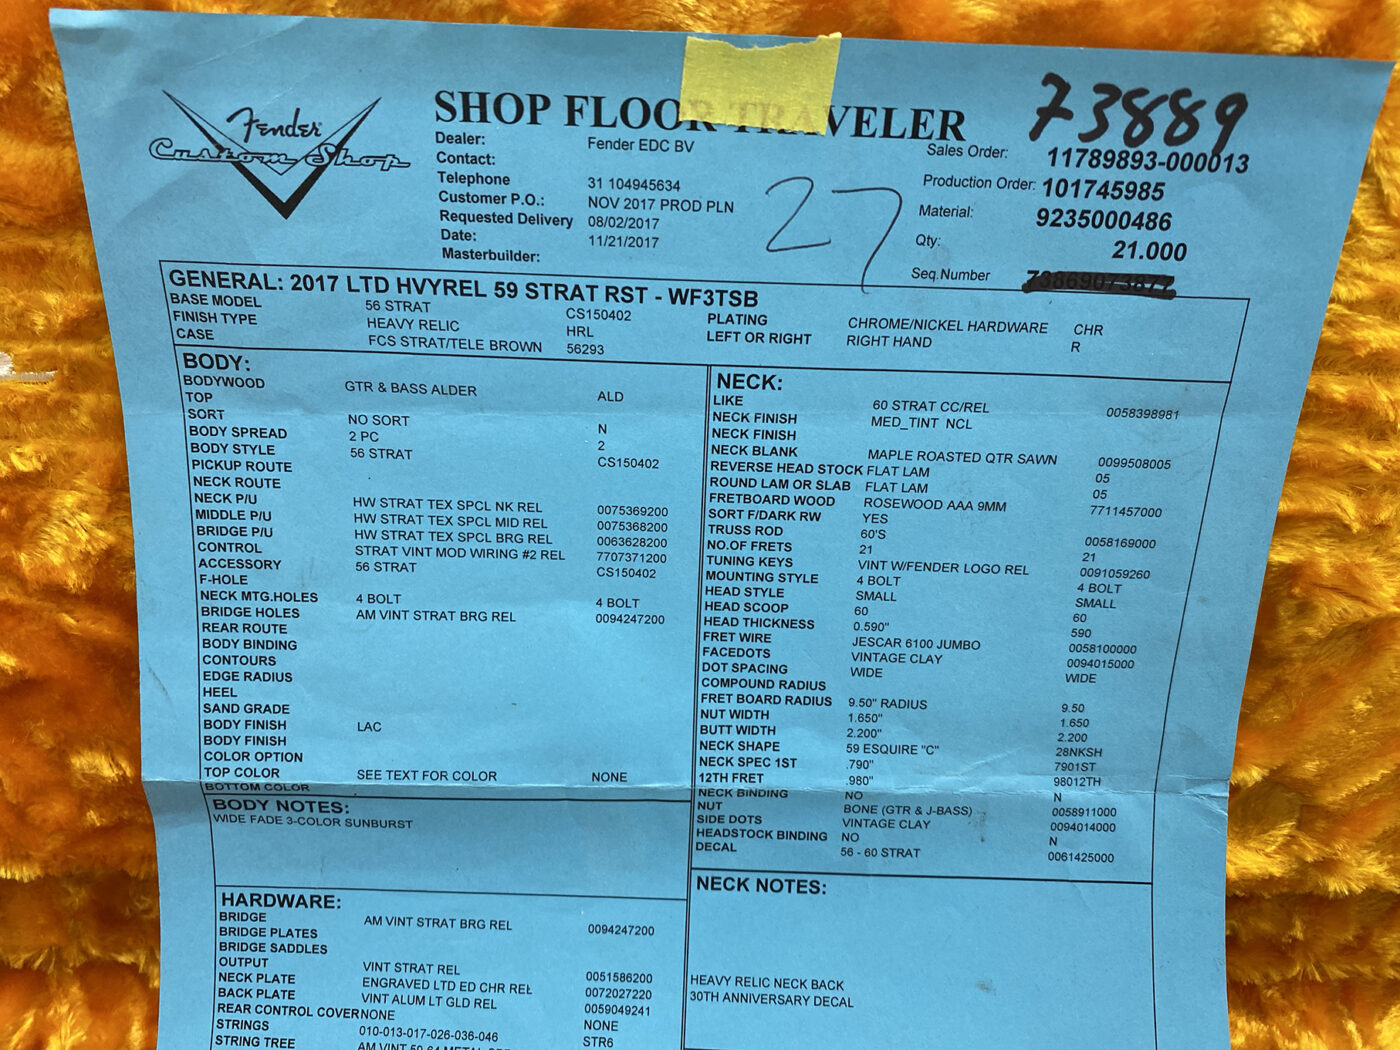 Fender
Custom Shop
SHOP FLOOR TRAVELER
73889
Dealer: Fender EDC BV
Contact:
Telephone 31 104945634
Customer P.O.: NOV 2017 PROD PLN
Requested Delivery 08/02/2017
Date: 11/21/2017
Masterbuilder:
27
Sales Order: 11789893-000013
Production Order: 101745985
Material: 9235000486
Qty: 21.000
Seq.Number
GENERAL: 2017 LTD HVYREL 59 STRAT RST - WF3TSB
BASE MODEL 56 STRAT CS150402
FINISH TYPE HEAVY RELIC HRL
CASE FCS STRAT/TELE BROWN 56293
PLATING CHROME/NICKEL HARDWARE CHR
LEFT OR RIGHT RIGHT HAND R
BODY:
BODYWOOD GTR & BASS ALDER ALD
TOP
SORT NO SORT N
BODY SPREAD 2 PC 2
BODY STYLE 56 STRAT CS150402
PICKUP ROUTE
NECK ROUTE
NECK P/U HW STRAT TEX SPCL NK REL 0075369200
MIDDLE P/U HW STRAT TEX SPCL MID REL 0075368200
BRIDGE P/U HW STRAT TEX SPCL BRG REL 0063628200
CONTROL STRAT VINT MOD WIRING #2 REL 7707371200
ACCESSORY 56 STRAT CS150402
F-HOLE
NECK MTG.HOLES 4 BOLT 4 BOLT
BRIDGE HOLES AM VINT STRAT BRG REL 0094247200
REAR ROUTE
BODY BINDING
CONTOURS
EDGE RADIUS
HEEL
SAND GRADE
BODY FINISH LAC
BODY FINISH
COLOR OPTION
TOP COLOR SEE TEXT FOR COLOR NONE
BOTTOM COLOR
BODY NOTES:
WIDE FADE 3-COLOR SUNBURST
HARDWARE:
BRIDGE AM VINT STRAT BRG REL 0094247200
BRIDGE PLATES
BRIDGE SADDLES
OUTPUT VINT STRAT REL 0051586200
NECK PLATE ENGRAVED LTD ED CHR REL 0072027220
BACK PLATE VINT ALUM LT GLD REL 0059049241
REAR CONTROL COVER NONE NONE
STRINGS 010-013-017-026-036-046 STR6
STRING TREE AM VINT 59-64 METAL
NECK:
LIKE 60 STRAT CC/REL 0058398981
NECK FINISH MED_TINT NCL
NECK FINISH
NECK BLANK MAPLE ROASTED QTR SAWN 0099508005
REVERSE HEAD STOCK FLAT LAM 05
ROUND LAM OR SLAB FLAT LAM 05
FRETBOARD WOOD ROSEWOOD AAA 9MM 7711457000
SORT F/DARK RW YES
TRUSS ROD 60'S 0058169000
NO.OF FRETS 21 21
TUNING KEYS VINT W/FENDER LOGO REL 0091059260
MOUNTING STYLE 4 BOLT 4 BOLT
HEAD STYLE SMALL SMALL
HEAD SCOOP 60 60
HEAD THICKNESS 0.590" 590
FRET WIRE JESCAR 6100 JUMBO 0058100000
FACEDOTS VINTAGE CLAY 0094015000
DOT SPACING WIDE WIDE
COMPOUND RADIUS
FRET BOARD RADIUS 9.50" RADIUS 9.50
NUT WIDTH 1.650" 1.650
BUTT WIDTH 2.200" 2.200
NECK SHAPE 59 ESQUIRE "C" 28NKSH
NECK SPEC 1ST .790" 7901ST
12TH FRET .980" 98012TH
NECK BINDING NO N
NUT BONE (GTR & J-BASS) 0058911000
SIDE DOTS VINTAGE CLAY 0094014000
HEADSTOCK BINDING NO N
DECAL 56 - 60 STRAT 0061425000
NECK NOTES:
HEAVY RELIC NECK BACK
30TH ANNIVERSARY DECAL